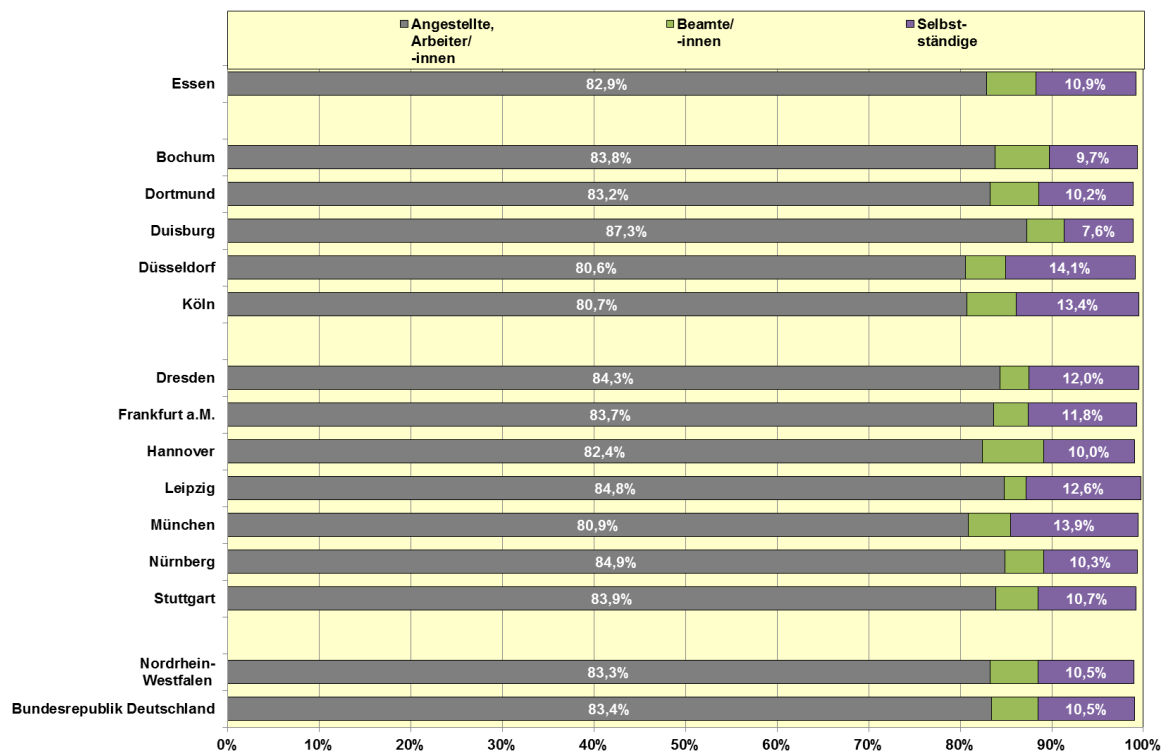 Angestellte, Arbeiter/ -innen
Beamte/ -innen
Selbst- ständige
Essen 82,9% 10,9%
Bochum 83,8% 9,7%
Dortmund 83,2% 10,2%
Duisburg 87,3% 7,6%
Düsseldorf 80,6% 14,1%
Köln 80,7% 13,4%
Dresden 84,3% 12,0%
Frankfurt a.M. 83,7% 11,8%
Hannover 82,4% 10,0%
Leipzig 84,8% 12,6%
München 80,9% 13,9%
Nürnberg 84,9% 10,3%
Stuttgart 83,9% 10,7%
Nordrhein-
Westfalen 83,3% 10,5%
Bundesrepublik Deutschland 83,4% 10,5%
0% 10% 20% 30% 40% 50% 60% 70% 80% 90% 100%